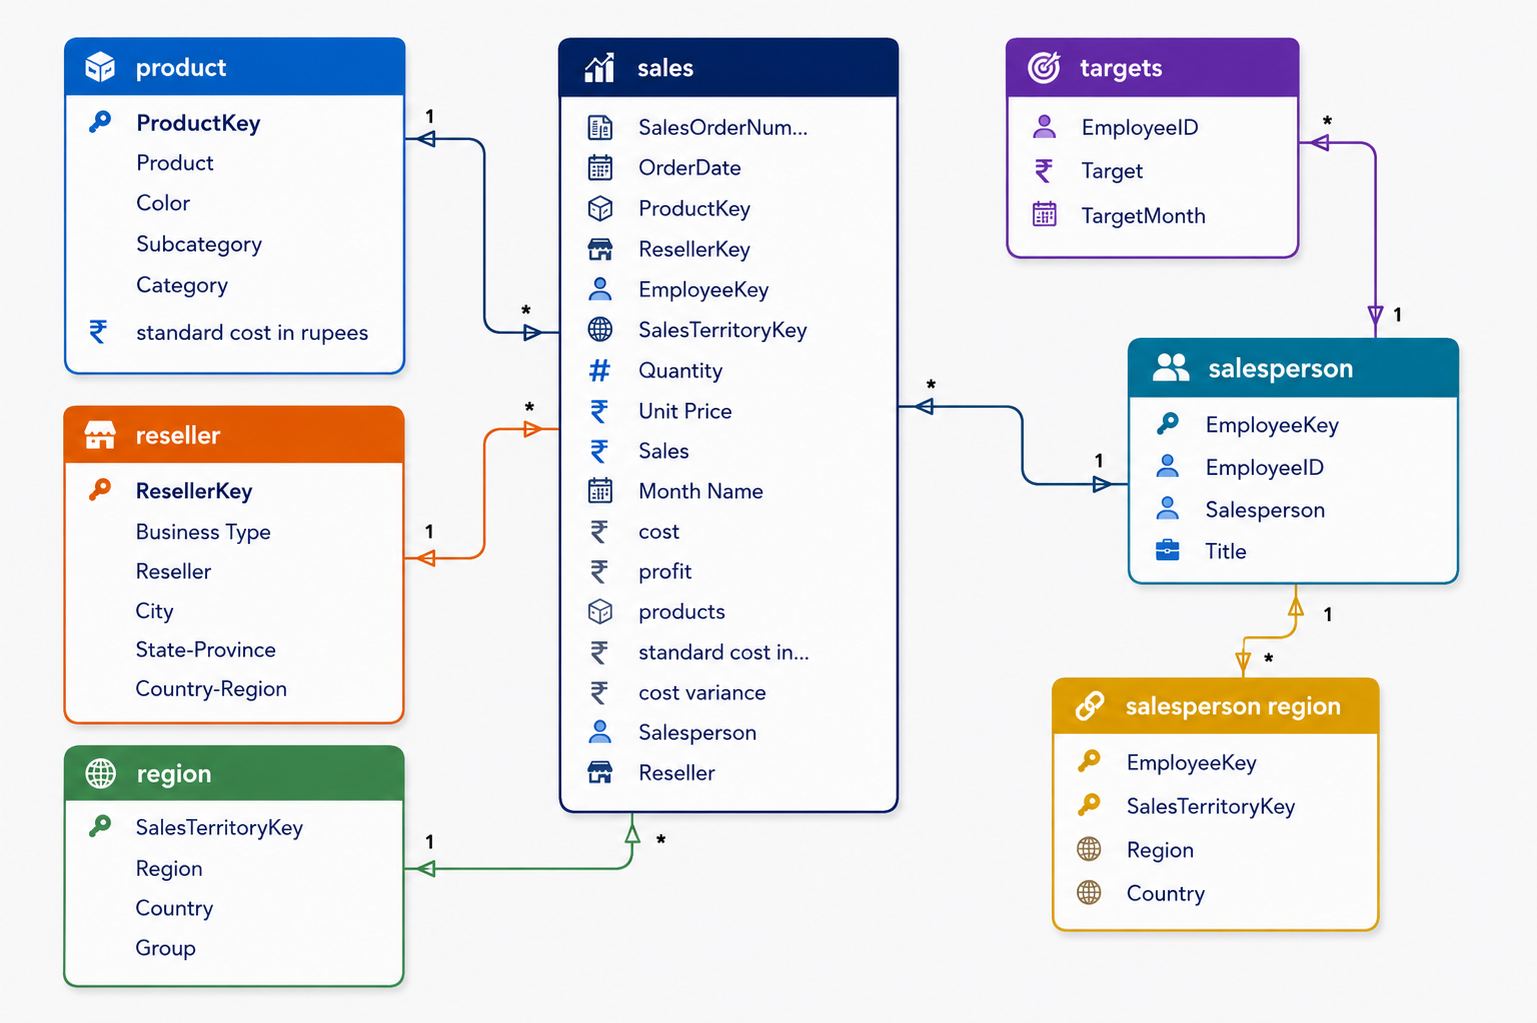 product
ProductKey
Product
Color
Subcategory
Category
₹ standard cost in rupees
reseller
ResellerKey
Business Type
Reseller
City
State-Province
Country-Region
region
SalesTerritoryKey
Region
Country
Group
1
*
*
1
1
*
sales
SalesOrderNum...
OrderDate
ProductKey
ResellerKey
EmployeeKey
SalesTerritoryKey
# Quantity
₹ Unit Price
₹ Sales
Month Name
₹ cost
₹ profit
products
₹ standard cost in...
₹ cost variance
Salesperson
Reseller
*
1
targets
EmployeeID
₹ Target
TargetMonth
*
1
salesperson
EmployeeKey
EmployeeID
Salesperson
Title
1
*
salesperson region
EmployeeKey
SalesTerritoryKey
Region
Country